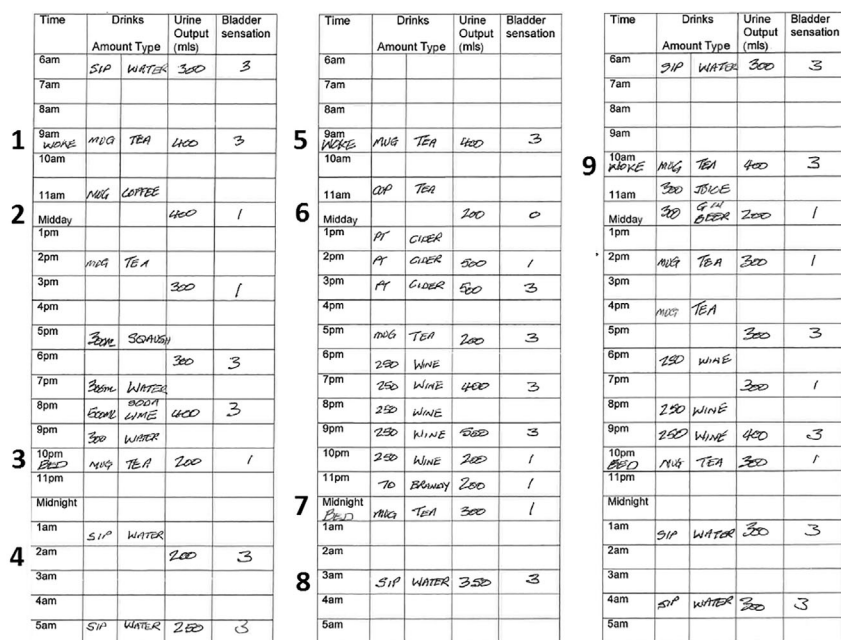 Time Drinks Urine Bladder
Output sensation
Amount Type (mls)
6am SIP WATER 300 3
7am
8am
1 9am
WOKE MUG TEA 400 3
10am
11am MUG COFFEE
2 Midday 400 1
1pm
2pm MUG TEA
3pm 300 1
4pm
5pm 300ML SQAUSH
6pm 300 3
7pm 300ML WATER
8pm 500ML SODA LIME 400 3
9pm 300 WATER
3 10pm
BED MUG TEA 200 1
11pm
Midnight
1am SIP WATER
4 2am 200 3
3am
4am
5am SIP WATER 250 3
Time Drinks Urine Bladder
Output sensation
Amount Type (mls)
6am
7am
8am
5 9am
WOKE MUG TEA 400 3
10am
11am CUP TEA
6 Midday 200 0
1pm PT CIDER
2pm PT CIDER 500 1
3pm PT CIDER 500 3
4pm
5pm MUG TEA 200 3
6pm 250 WINE
7pm 250 WINE 400 3
8pm 250 WINE
9pm 250 WINE 500 3
10pm 250 WINE 200 1
11pm 70 BRANDY 200 1
7 Midnight
BED MUG TEA 300 1
1am
2am
8 3am SIP WATER 350 3
4am
5am
Time Drinks Urine Bladder
Output sensation
Amount Type (mls)
6am SIP WATER 300 3
7am
8am
9am
9 10am
WOKE MUG TEA 400 3
11am 300 JUICE
Midday 300 BEER 200 1
1pm
2pm MUG TEA 300 1
3pm
4pm MUG TEA
5pm 300 3
6pm 250 WINE
7pm 300 1
8pm 250 WINE
9pm 250 WINE 400 3
10pm
BED MUG TEA 300 1
11pm
Midnight
1am SIP WATER 300 3
2am
3am
4am SIP WATER 300 3
5am